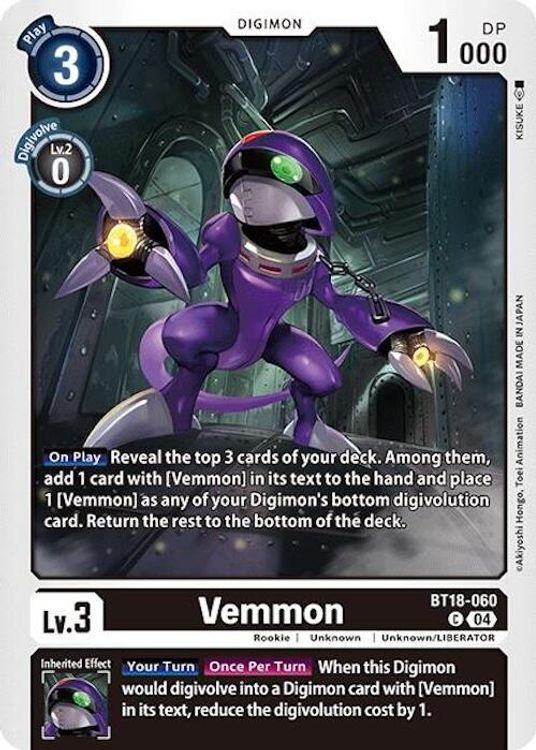 Play
DIGIMON
3
1000
DP
Digivolve
Lv.2
0
KISUKE
©Akiyoshi Hongo, Toei Animation BANDAI MADE IN JAPAN
On Play Reveal the top 3 cards of your deck. Among them,
add 1 card with [Vemmon] in its text to the hand and place
1 [Vemmon] as any of your Digimon's bottom digivolution
card. Return the rest to the bottom of the deck.
Lv.3
Vemmon
BT18-060
C 04
Rookie | Unknown | Unknown/LIBERATOR
Inherited Effect
Your Turn Once Per Turn When this Digimon
would digivolve into a Digimon card with [Vemmon]
in its text, reduce the digivolution cost by 1.